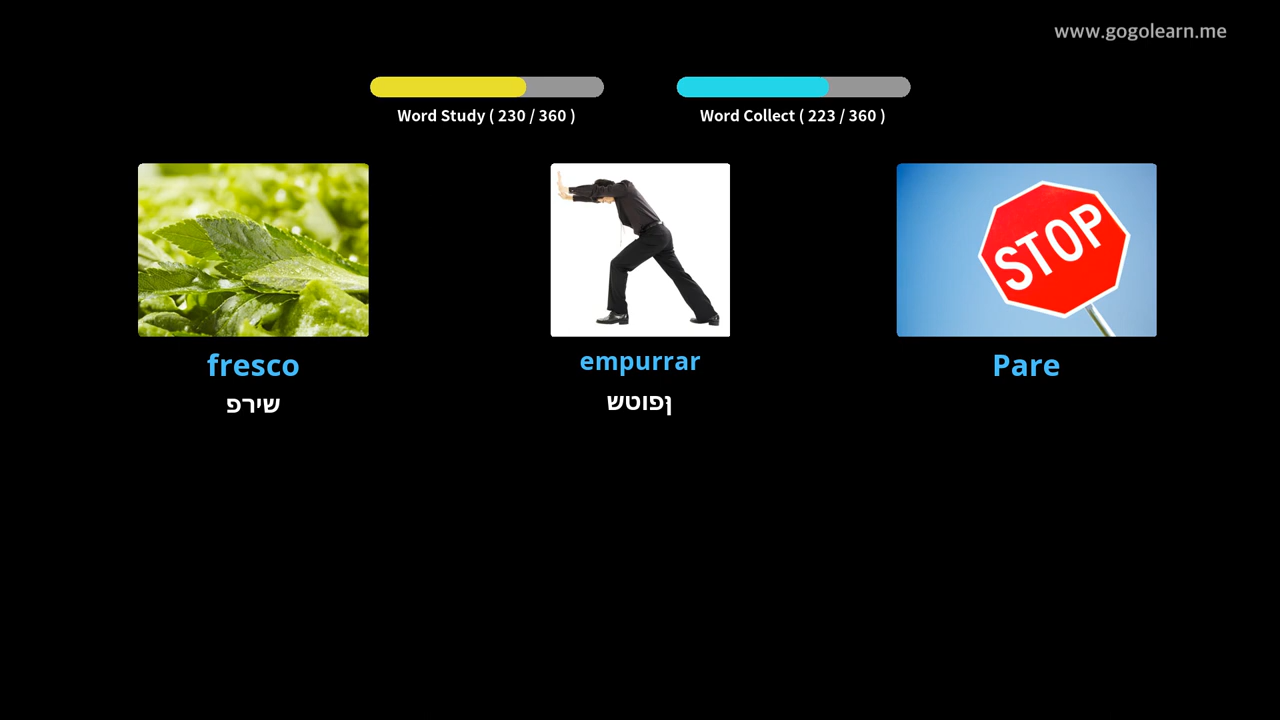 www.gogolearn.me
Word Study ( 230 / 360 )
Word Collect ( 223 / 360 )
fresco
שירפ
empurrar
ןפוטש
STOP
Pare